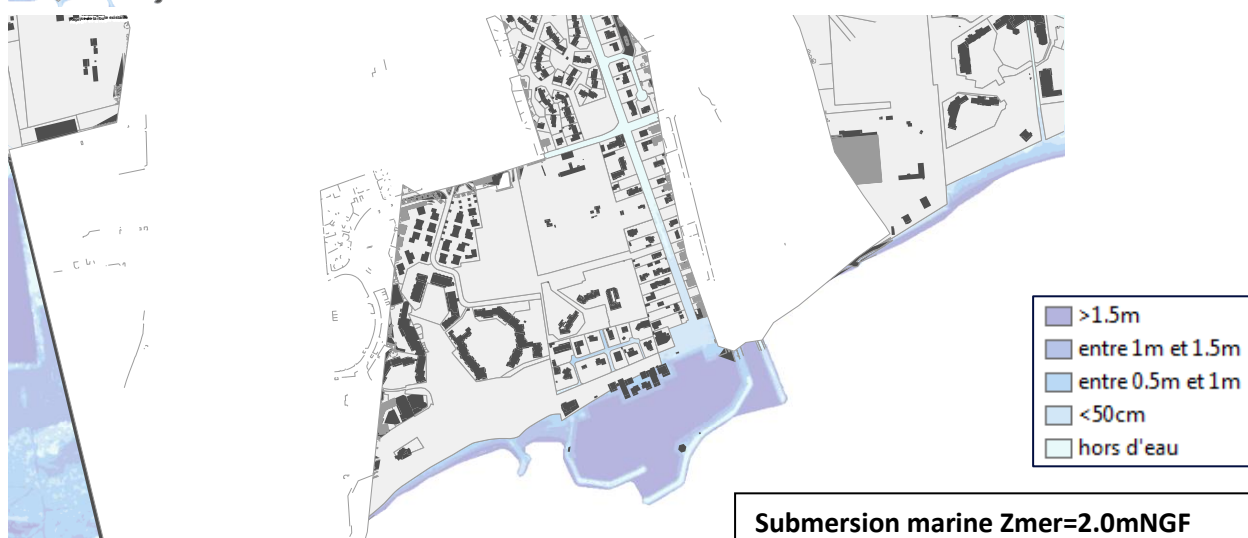 >1.5m
entre 1m et 1.5m
entre 0.5m et 1m
<50cm
hors d'eau
Submersion marine Zmer=2.0mNGF